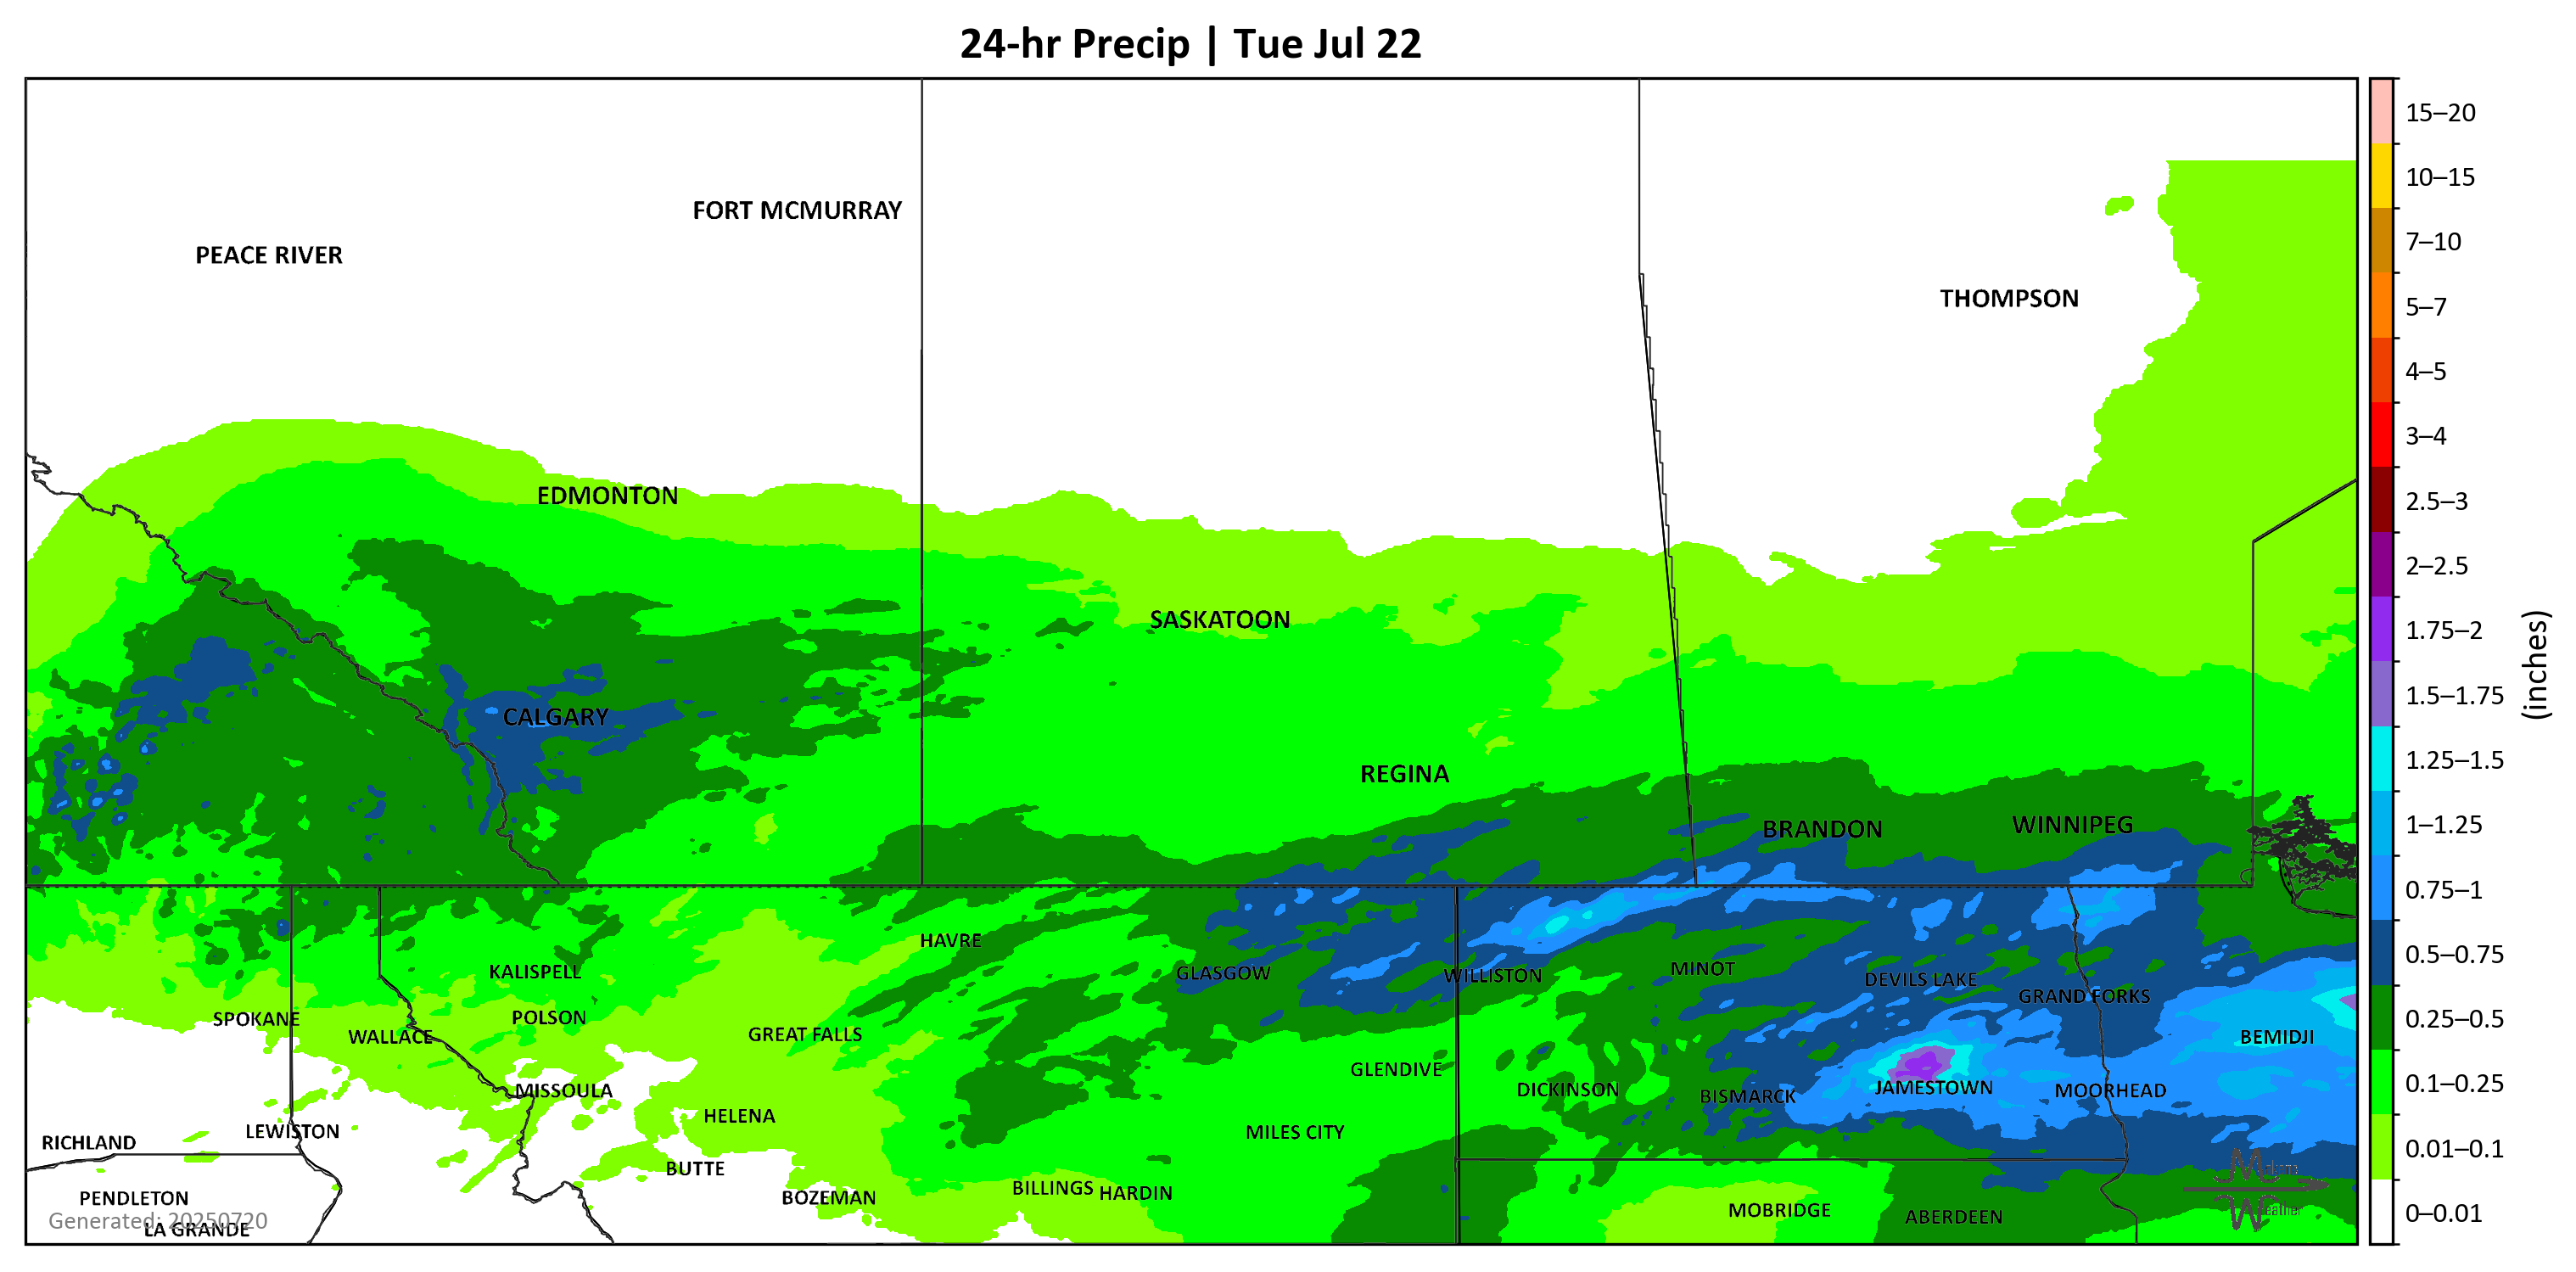 24-hr Precip | Tue Jul 22
FORT MCMURRAY
PEACE RIVER
THOMPSON
EDMONTON
SASKATOON
CALGARY
REGINA
BRANDON
WINNIPEG
HAVRE
KALISPELL
GLASGOW
WILLISTON
MINOT
DEVILS LAKE
GRAND FORKS
SPOKANE
POLSON
WALLACE
GREAT FALLS
BEMIDJI
GLENDIVE
MISSOULA
DICKINSON
BISMARCK
JAMESTOWN
MOORHEAD
HELENA
LEWISTON
RICHLAND
MILES CITY
BUTTE
PENDLETON
BOZEMAN
BILLINGS
HARDIN
MOBRIDGE
ABERDEEN
Generated: 20250720
LA GRANDE
Weather
15–20
10–15
7–10
5–7
4–5
3–4
2.5–3
2–2.5
1.75–2
1.5–1.75
1.25–1.5
1–1.25
0.75–1
0.5–0.75
0.25–0.5
0.1–0.25
0.01–0.1
0–0.01
(inches)